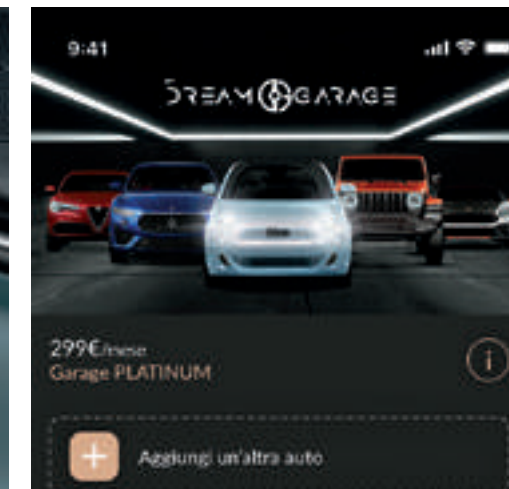 9:41
DREAM GARAGE
299€/mese
Garage PLATINUM
i
Aggiungi un'altra auto